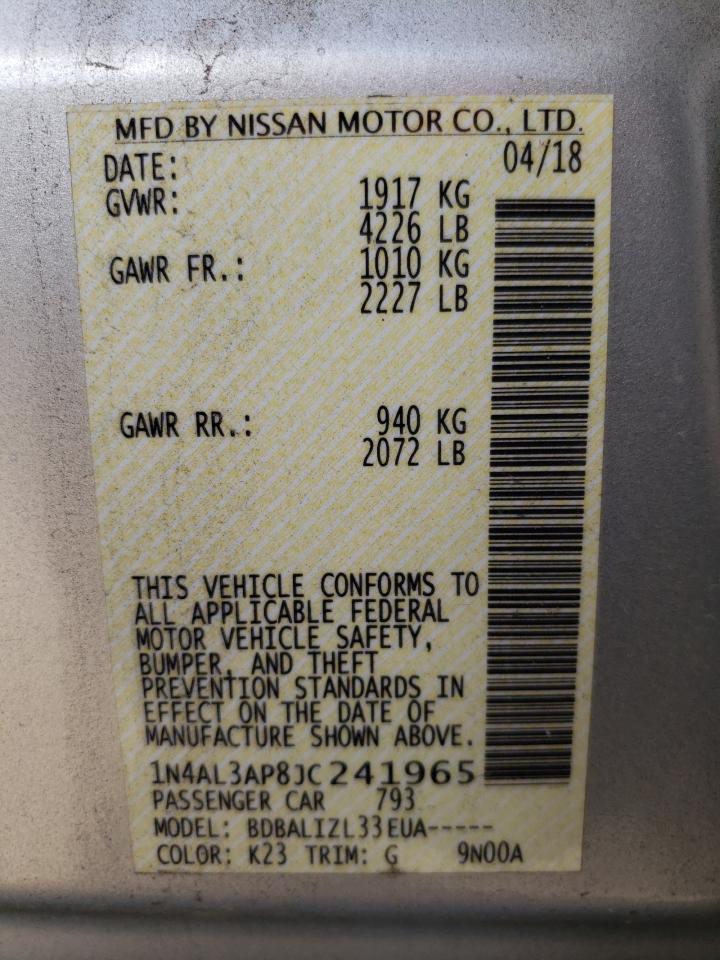 MFD BY NISSAN MOTOR CO., LTD.
DATE: 04/18
GVWR: 1917 KG
4226 LB
GAWR FR.: 1010 KG
2227 LB
GAWR RR.: 940 KG
2072 LB
THIS VEHICLE CONFORMS TO
ALL APPLICABLE FEDERAL
MOTOR VEHICLE SAFETY,
BUMPER, AND THEFT
PREVENTION STANDARDS IN
EFFECT ON THE DATE OF
MANUFACTURE SHOWN ABOVE.
1N4AL3AP8JC241965
PASSENGER CAR 793
MODEL: BDBALIZL33EUA-----
COLOR: K23 TRIM: G 9N00A